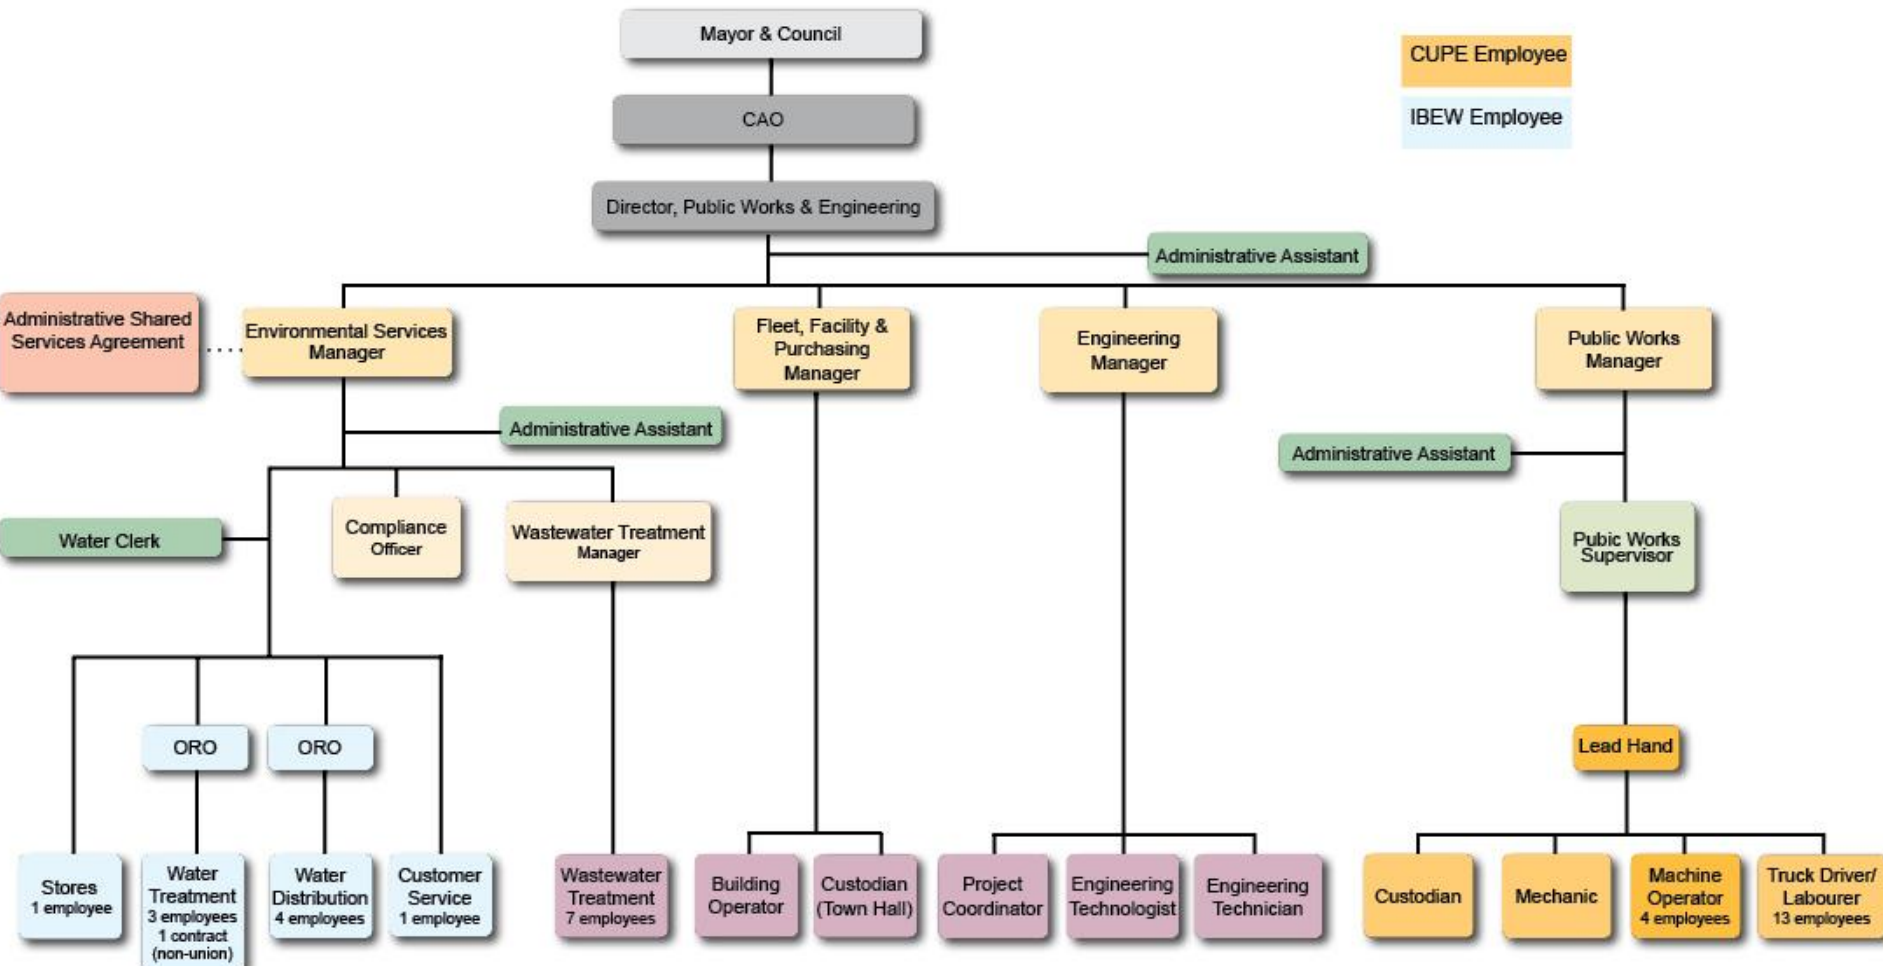 Mayor & Council
CUPE Employee
CAO
IBEW Employee
Director, Public Works & Engineering
Administrative Assistant
Administrative Shared
Services Agreement
Environmental Services
Manager
Fleet, Facility &
Purchasing
Manager
Engineering
Manager
Public Works
Manager
Administrative Assistant
Administrative Assistant
Water Clerk
Compliance
Officer
Wastewater Treatment
Manager
Pubic Works
Supervisor
ORO
ORO
Lead Hand
Stores
1 employee
Water
Treatment
3 employees
1 contract
(non-union)
Water
Distribution
4 employees
Customer
Service
1 employee
Wastewater
Treatment
7 employees
Building
Operator
Custodian
(Town Hall)
Project
Coordinator
Engineering
Technologist
Engineering
Technician
Custodian
Mechanic
Machine
Operator
4 employees
Truck Driver/
Labourer
13 employees